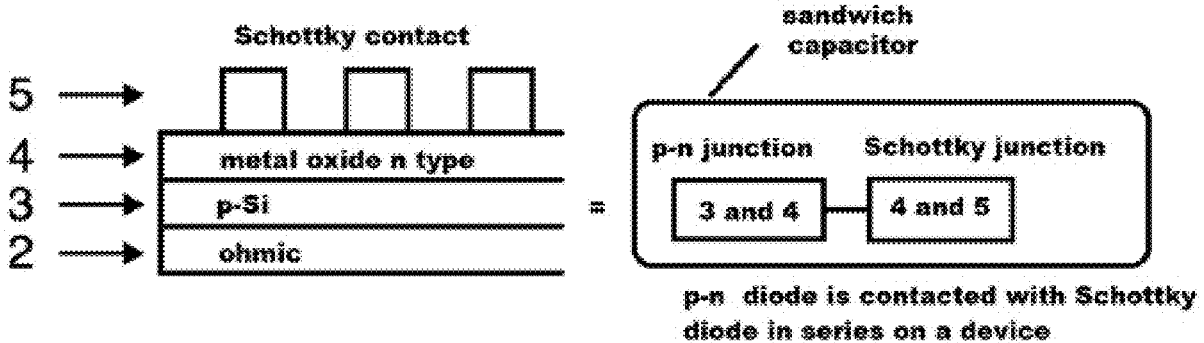 Schottky contact
5
4
metal oxide n type
3
p-Si
2
ohmic
=
sandwich
capacitor
p-n junction
Schottky junction
3 and 4
4 and 5
p-n diode is contacted with Schottky
diode in series on a device